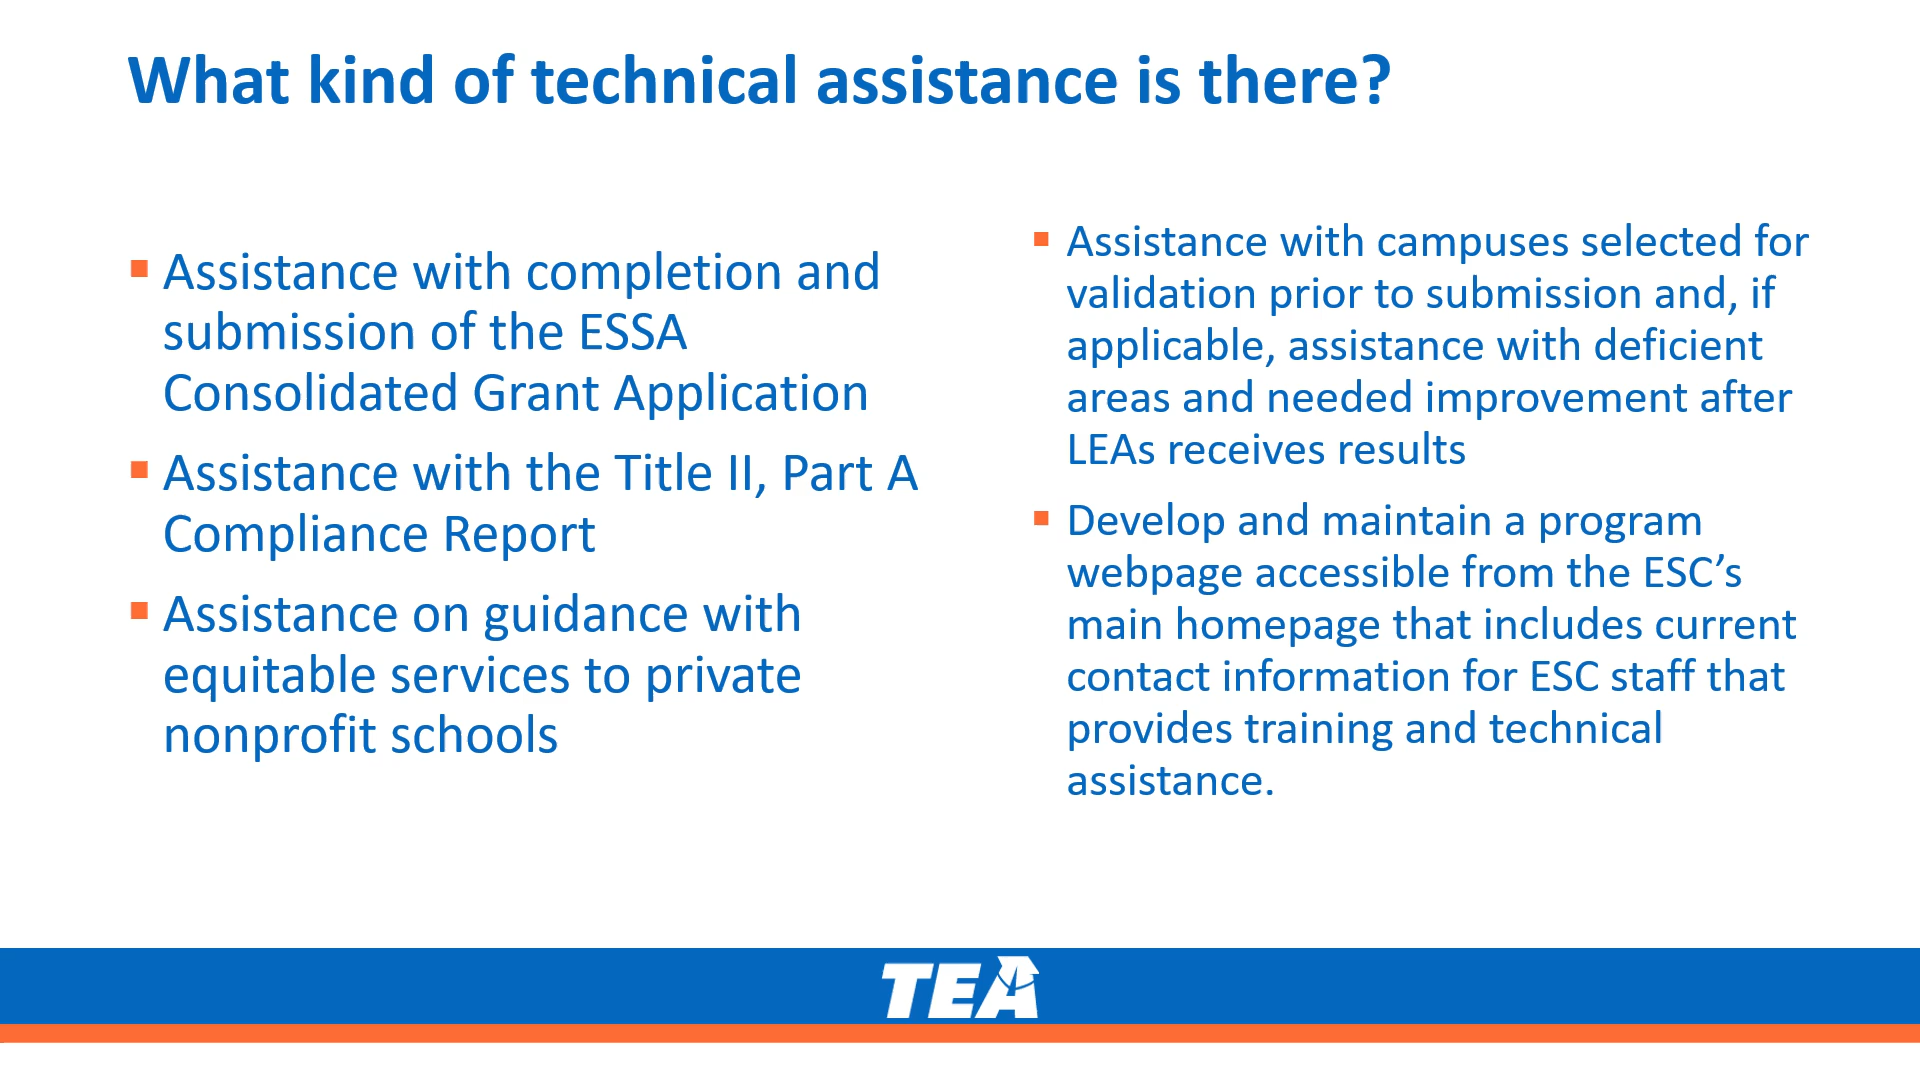 What kind of technical assistance is there?
Assistance with completion and
submission of the ESSA
Consolidated Grant Application
Assistance with the Title II, Part A
Compliance Report
Assistance on guidance with
equitable services to private
nonprofit schools
Assistance with campuses selected for
validation prior to submission and, if
applicable, assistance with deficient
areas and needed improvement after
LEAs receives results
Develop and maintain a program
webpage accessible from the ESC’s
main homepage that includes current
contact information for ESC staff that
provides training and technical
assistance.
TEA